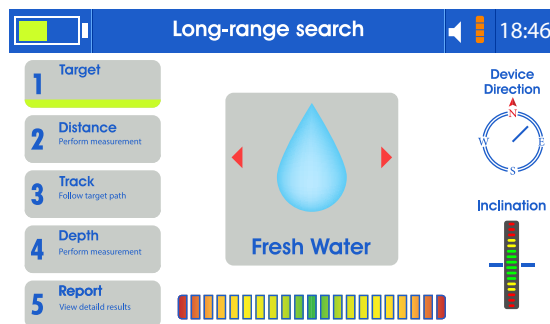 Long-range search
18:46
1
Target
2
Distance
Perform measurement
3
Track
Follow target path
4
Depth
Perform measurement
5
Report
View detaild results
Fresh Water
Device
Direction
N
W
E
S
Inclination